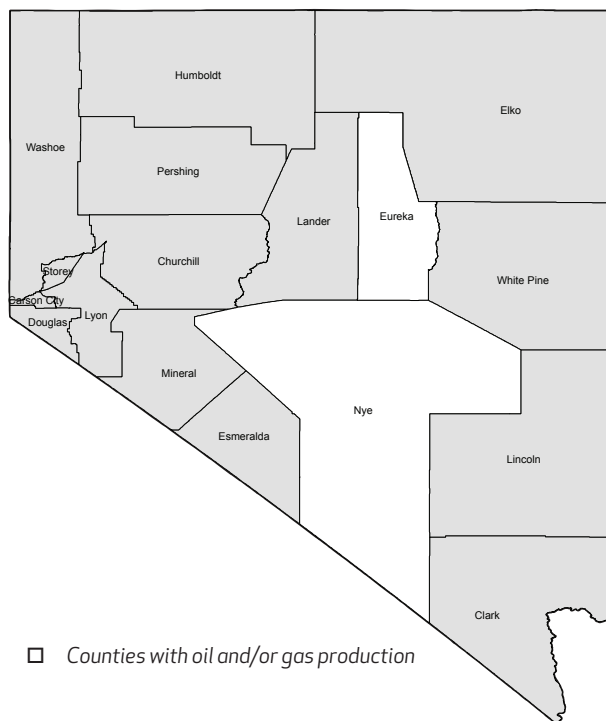 Humboldt
Elko
Washoe
Pershing
Eureka
Lander
Churchill
Storey
White Pine
Carson City
Lyon
Douglas
Mineral
Nye
Esmeralda
Lincoln
Clark
Counties with oil and/or gas production